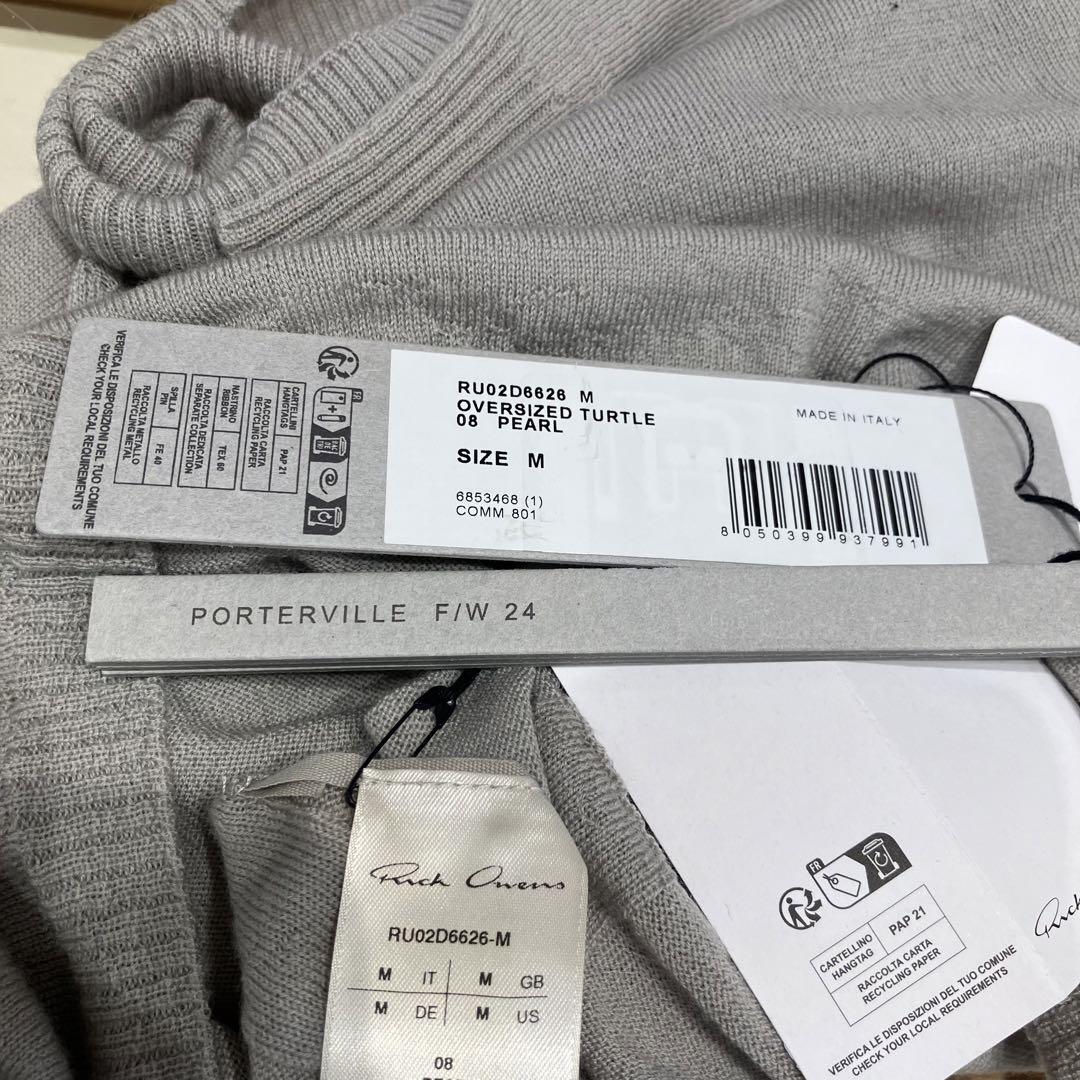 VERIFICA LE DISPOSIZIONI DEL TUO COMUNE
CHECK YOUR LOCAL REQUIREMENTS
CARTELLINO
HANGTAGS
PAP 21
RACCOLTA CARTA
RECYCLING PAPER
NASTRINO
RIBBON
TEX 60
RACCOLTA DEDICATA
SEPARATE COLLECTION
SPILLA
PIN
FE 40
RACCOLTA METALLO
RECYCLING METAL
FR
RU02D6626 M
OVERSIZED TURTLE
08 PEARL
SIZE M
6853468 (1)
COMM 801
MADE IN ITALY
8 050399 937991
PORTERVILLE F/W 24
Rick Owens
RU02D6626-M
M IT M GB
M DE M US
08
FR
CARTELLINO
HANGTAG
PAP 21
RACCOLTA CARTA
RECYCLING PAPER
VERIFICA LE DISPOSIZIONI DEL TUO COMUNE
CHECK YOUR LOCAL REQUIREMENTS